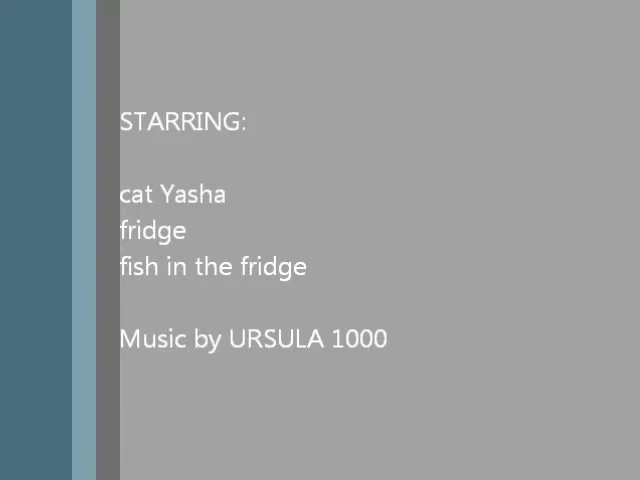 STARRING:
cat Yasha
fridge
fish in the fridge
Music by URSULA 1000